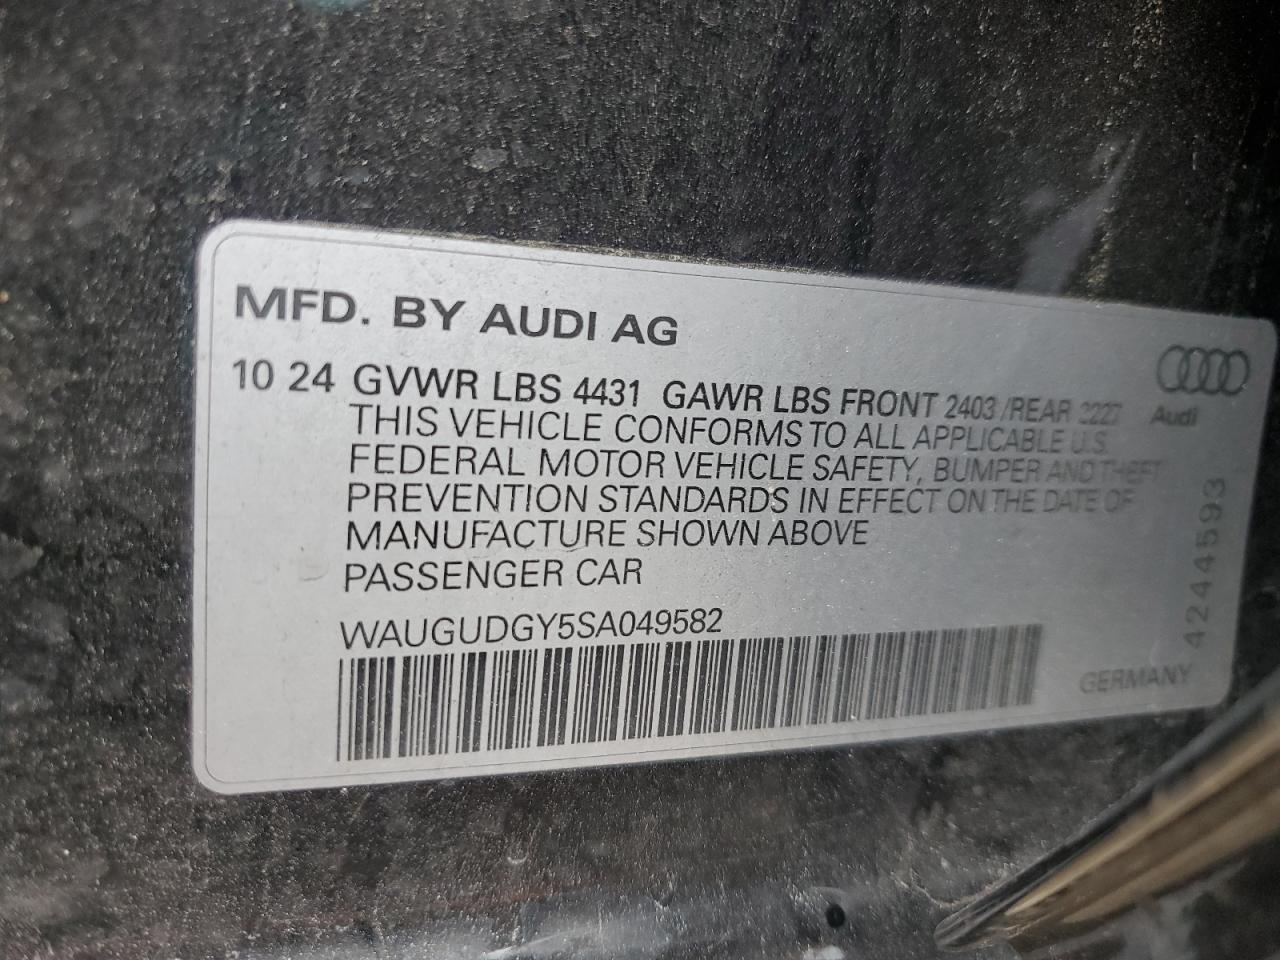 MFD. BY AUDI AG
10 24 GVWR LBS 4431 GAWR LBS FRONT 2403 /REAR 2227
THIS VEHICLE CONFORMS TO ALL APPLICABLE U.S.
FEDERAL MOTOR VEHICLE SAFETY, BUMPER AND THEFT
PREVENTION STANDARDS IN EFFECT ON THE DATE OF
MANUFACTURE SHOWN ABOVE
PASSENGER CAR
WAUGUDGY5SA049582
Audi
4244593
GERMANY